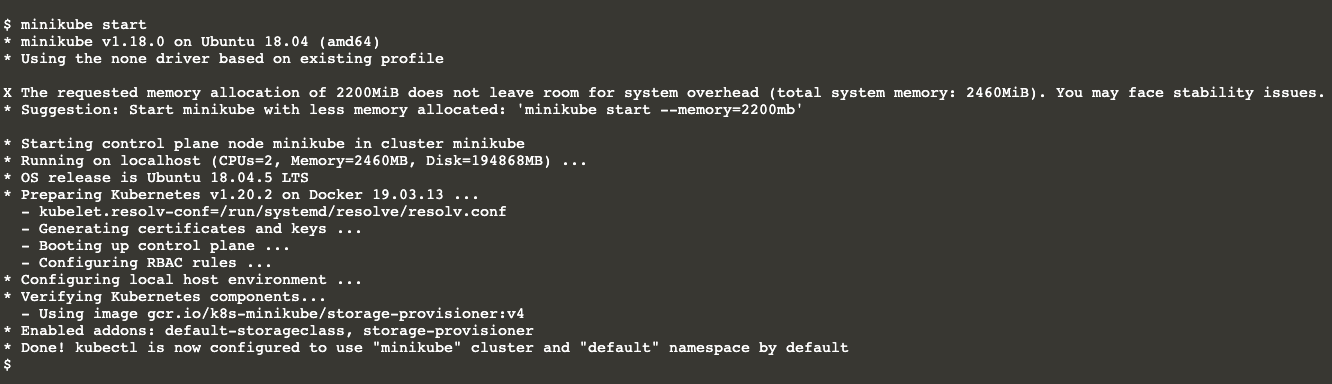 $ minikube start
* minikube v1.18.0 on Ubuntu 18.04 (amd64)
* Using the none driver based on existing profile
X The requested memory allocation of 2200MiB does not leave room for system overhead (total system memory: 2460MiB). You may face stability issues.
* Suggestion: Start minikube with less memory allocated: 'minikube start --memory=2200mb'
* Starting control plane node minikube in cluster minikube
* Running on localhost (CPUs=2, Memory=2460MB, Disk=194868MB) ...
* OS release is Ubuntu 18.04.5 LTS
* Preparing Kubernetes v1.20.2 on Docker 19.03.13 ...
  - kubelet.resolv-conf=/run/systemd/resolve/resolv.conf
  - Generating certificates and keys ...
  - Booting up control plane ...
  - Configuring RBAC rules ...
* Configuring local host environment ...
* Verifying Kubernetes components...
  - Using image gcr.io/k8s-minikube/storage-provisioner:v4
* Enabled addons: default-storageclass, storage-provisioner
* Done! kubectl is now configured to use "minikube" cluster and "default" namespace by default
$